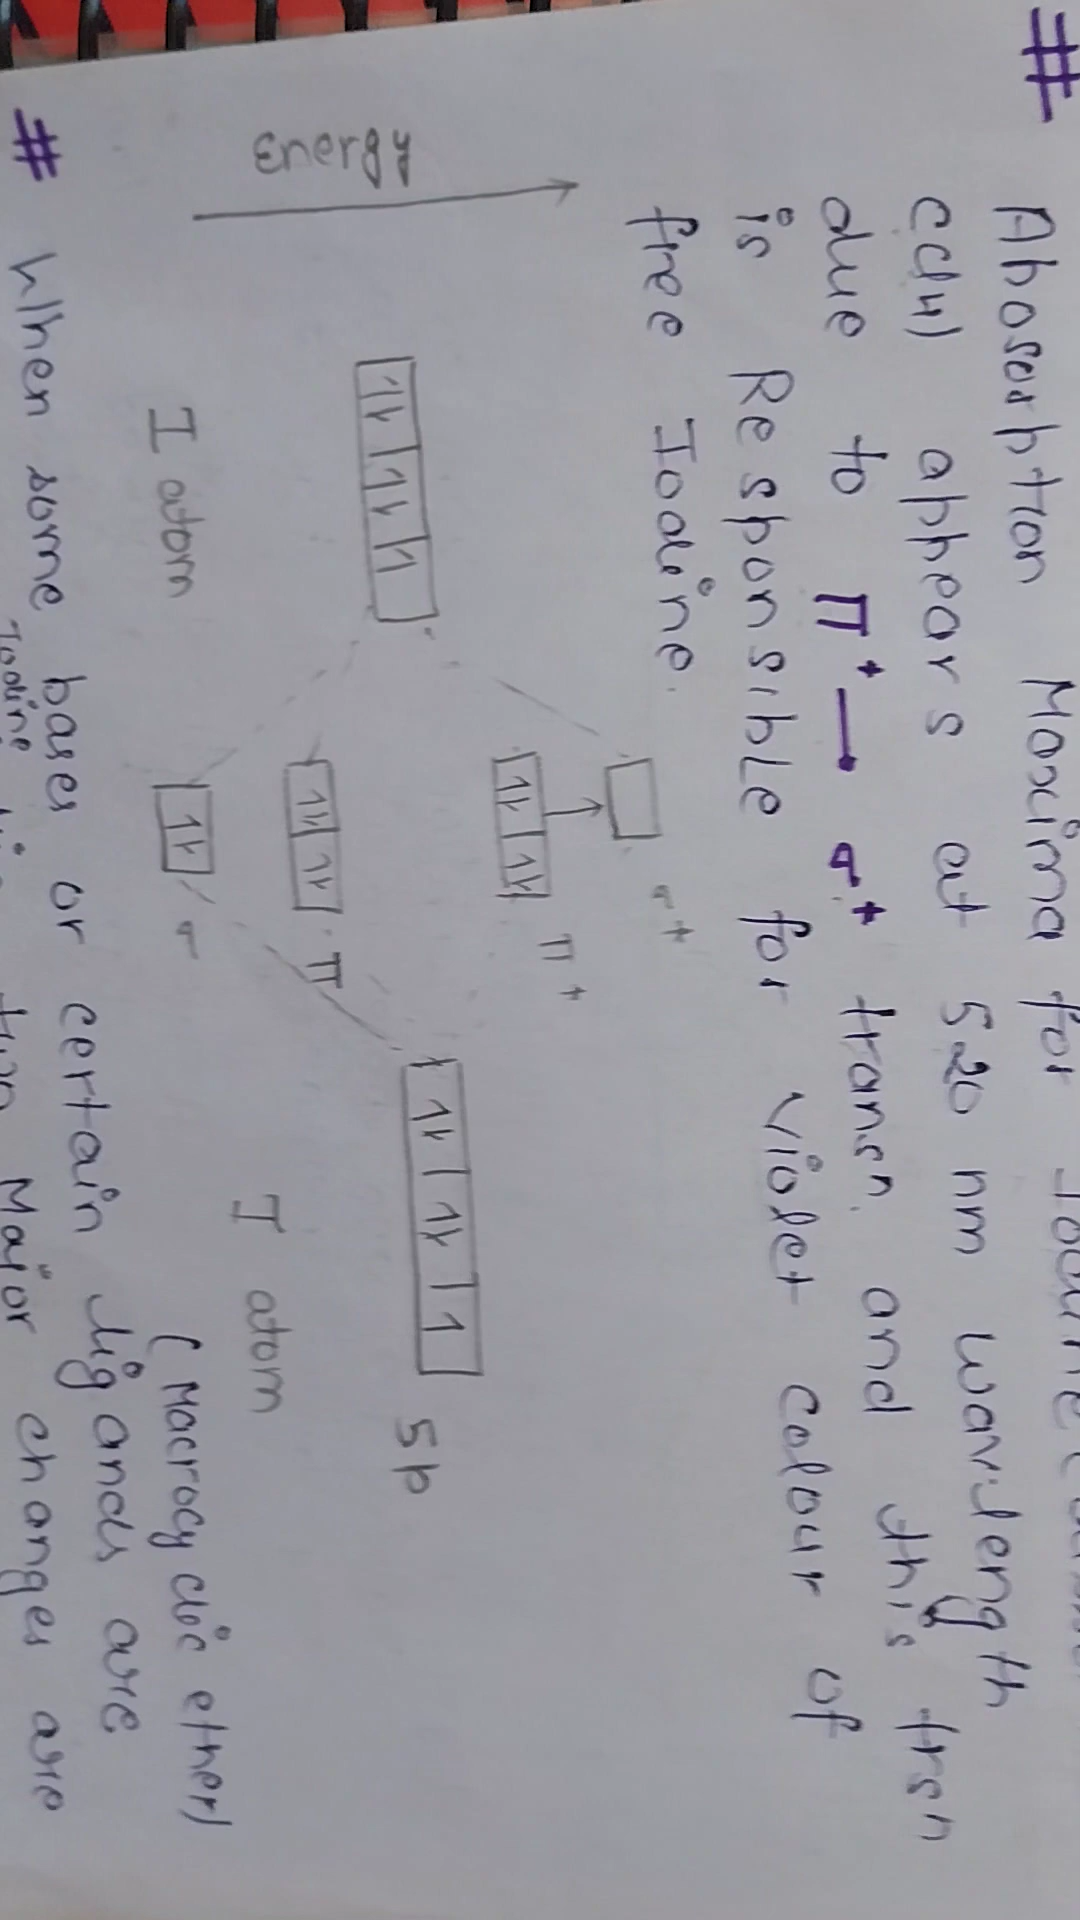 # Absorption Maxima for
CCl4) appears at 520 nm wavelength
due to π* → σ* transn. and this trsn
is Responsible for violet colour of
free Iodine.
Energy
σ*
π*
5p
π
σ
I atom
I atom
(Macrocyclic ether)
# When some bases or certain ligands are
Iodine two Major changes are